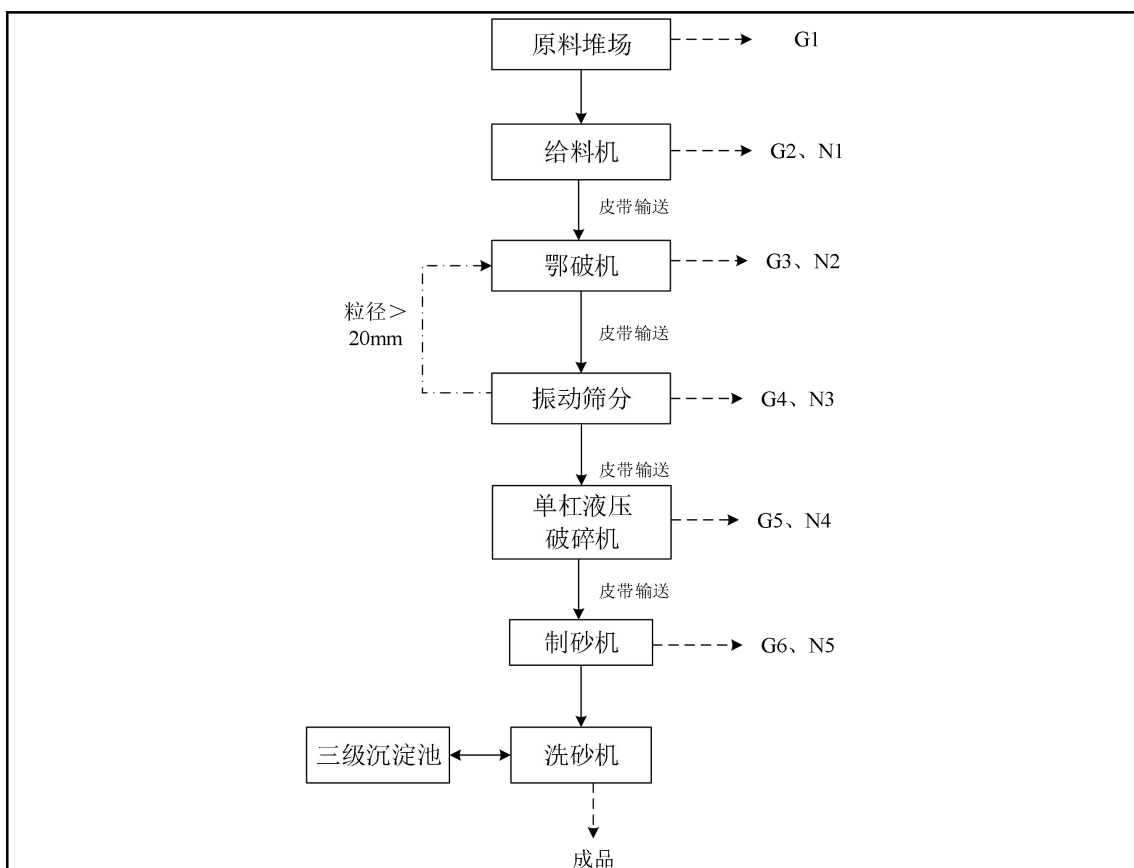 原料堆场
G1
给料机
G2、N1
皮带输送
鄂破机
G3、N2
粒径＞
20mm
皮带输送
振动筛分
G4、N3
皮带输送
单杠液压
破碎机
G5、N4
皮带输送
制砂机
G6、N5
三级沉淀池
洗砂机
成品